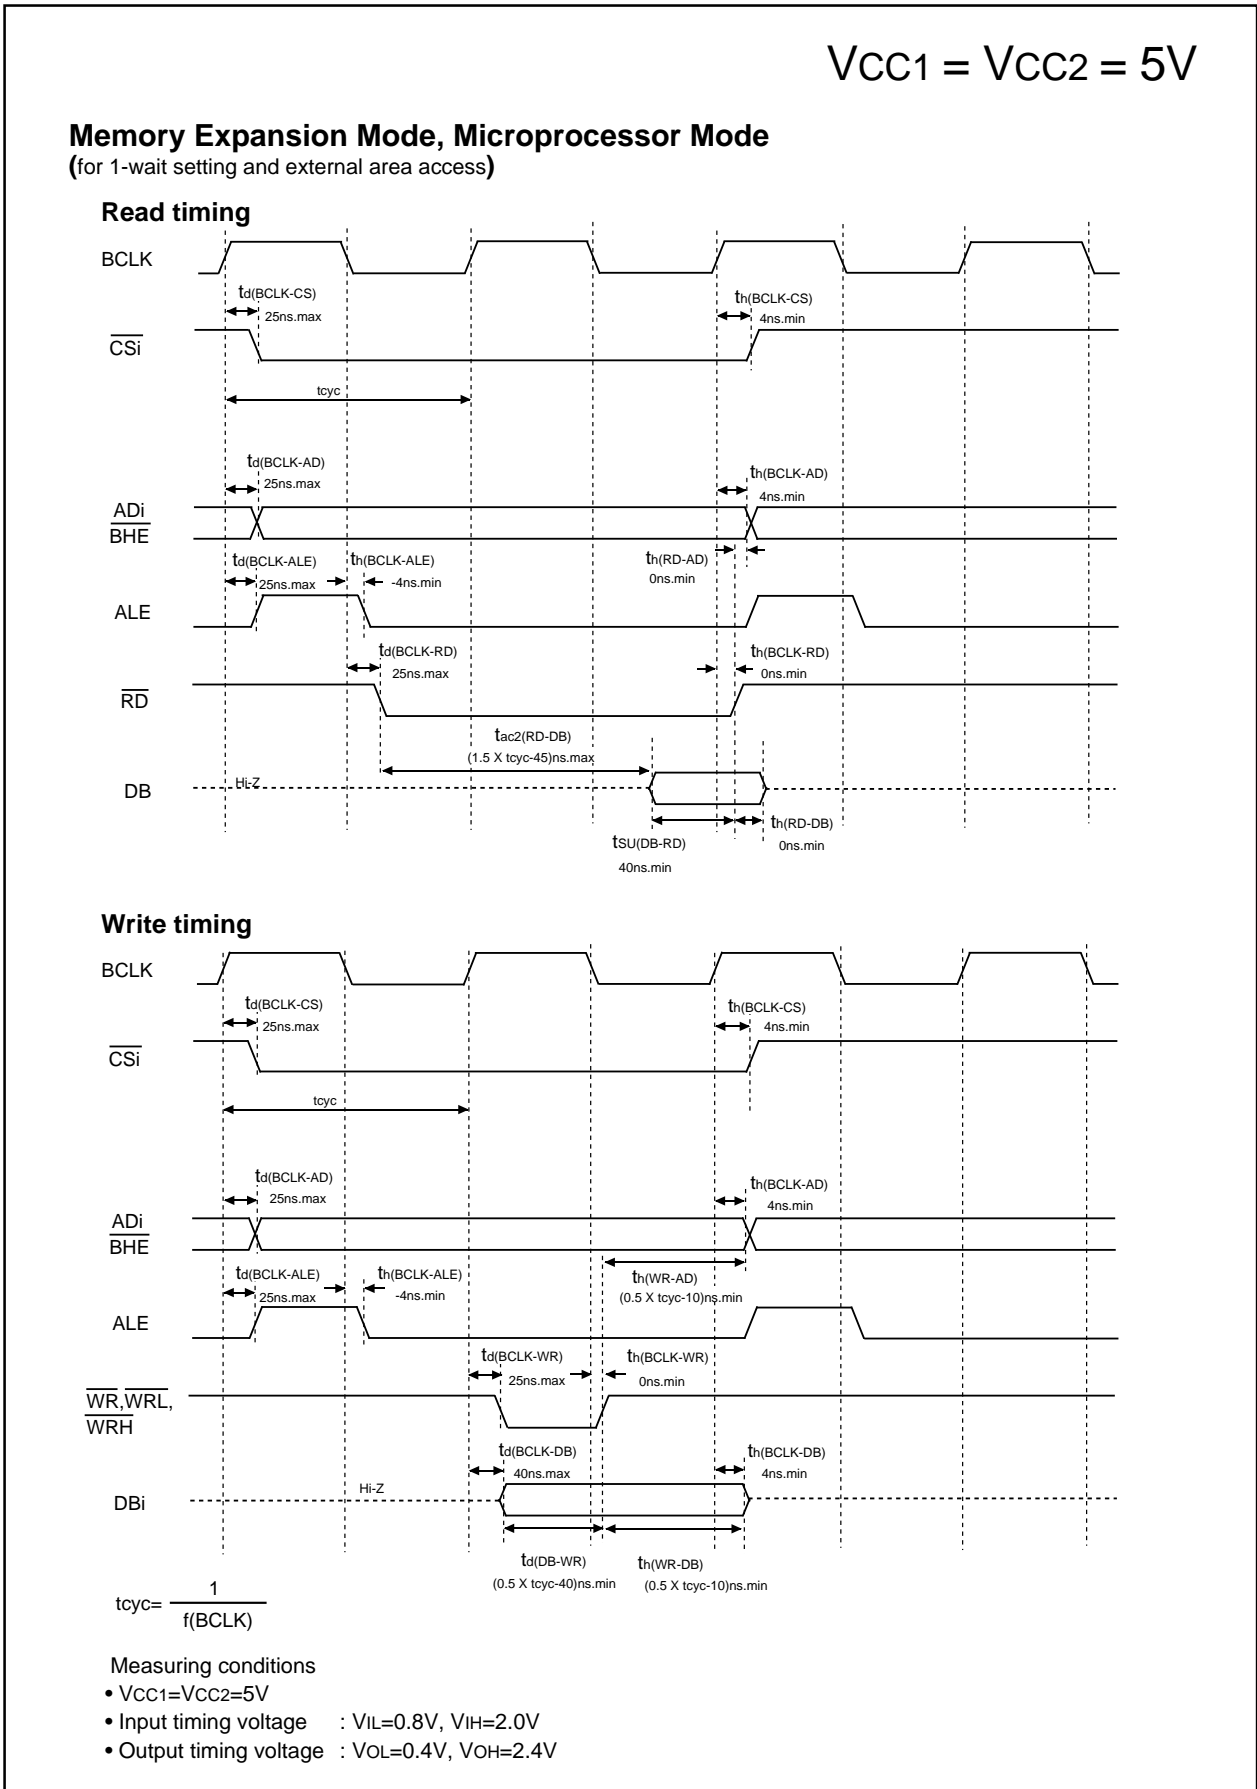 VCC1 = VCC2 = 5V
Memory Expansion Mode, Microprocessor Mode
(for 1-wait setting and external area access)
Read timing
BCLK
td(BCLK-CS)
25ns.max
th(BCLK-CS)
4ns.min
CSi
tcyc
td(BCLK-AD)
25ns.max
th(BCLK-AD)
4ns.min
ADi
BHE
td(BCLK-ALE)
25ns.max
th(BCLK-ALE)
-4ns.min
th(RD-AD)
0ns.min
ALE
td(BCLK-RD)
25ns.max
th(BCLK-RD)
0ns.min
RD
tac2(RD-DB)
(1.5 X tcyc-45)ns.max
Hi-Z
DB
tSU(DB-RD)
40ns.min
th(RD-DB)
0ns.min
Write timing
BCLK
td(BCLK-CS)
25ns.max
th(BCLK-CS)
4ns.min
CSi
tcyc
td(BCLK-AD)
25ns.max
th(BCLK-AD)
4ns.min
ADi
BHE
td(BCLK-ALE)
25ns.max
th(BCLK-ALE)
-4ns.min
th(WR-AD)
(0.5 X tcyc-10)ns.min
ALE
td(BCLK-WR)
25ns.max
th(BCLK-WR)
0ns.min
WR,WRL,
WRH
td(BCLK-DB)
40ns.max
th(BCLK-DB)
4ns.min
Hi-Z
DBi
td(DB-WR)
(0.5 X tcyc-40)ns.min
th(WR-DB)
(0.5 X tcyc-10)ns.min
tcyc= 1
f(BCLK)
Measuring conditions
• VCC1=VCC2=5V
• Input timing voltage : VIL=0.8V, VIH=2.0V
• Output timing voltage : VOL=0.4V, VOH=2.4V